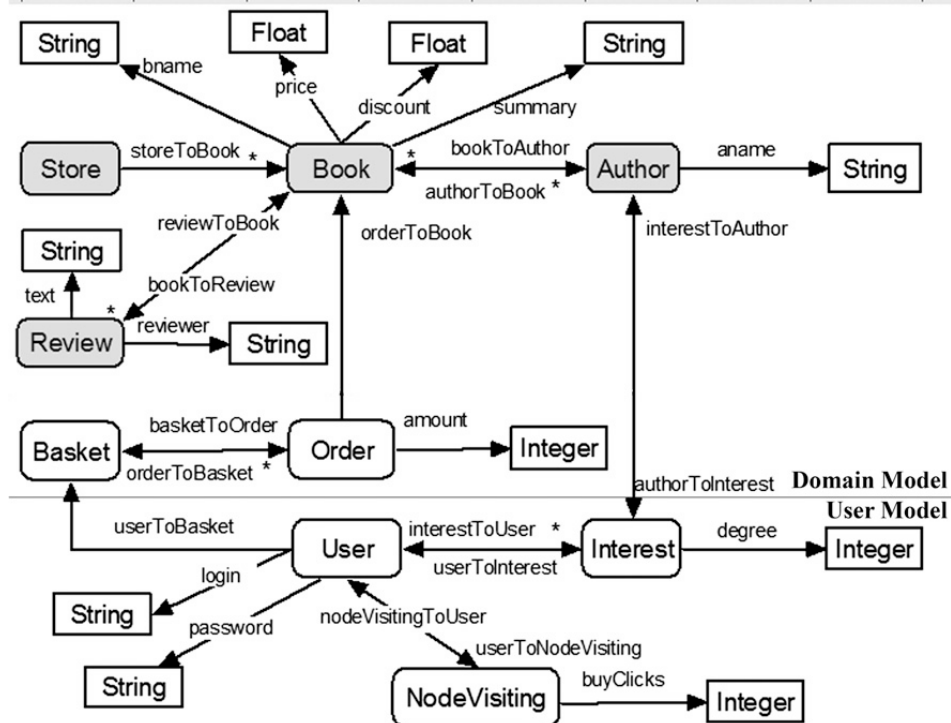 String
Float
Float
String
bname
price
discount
summary
Store
storeToBook
*
Book
*
bookToAuthor
authorToBook *
Author
aname
String
reviewToBook
orderToBook
interestToAuthor
String
bookToReview
text
*
Review
reviewer
String
basketToOrder
amount
Basket
orderToBasket *
Order
Integer
authorToInterest
Domain Model
User Model
userToBasket
User
interestToUser *
userToInterest
Interest
degree
Integer
login
String
password
nodeVisitingToUser
userToNodeVisiting
String
NodeVisiting
buyClicks
Integer